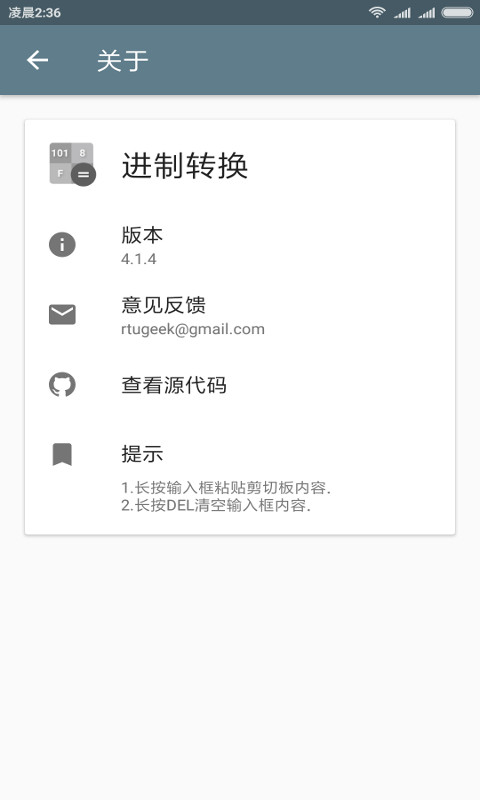 凌晨2:36
关于
101 8
F =
进制转换
版本
4.1.4
意见反馈
rtugeek@gmail.com
查看源代码
提示
1.长按输入框粘贴剪切板内容.
2.长按DEL清空输入框内容.